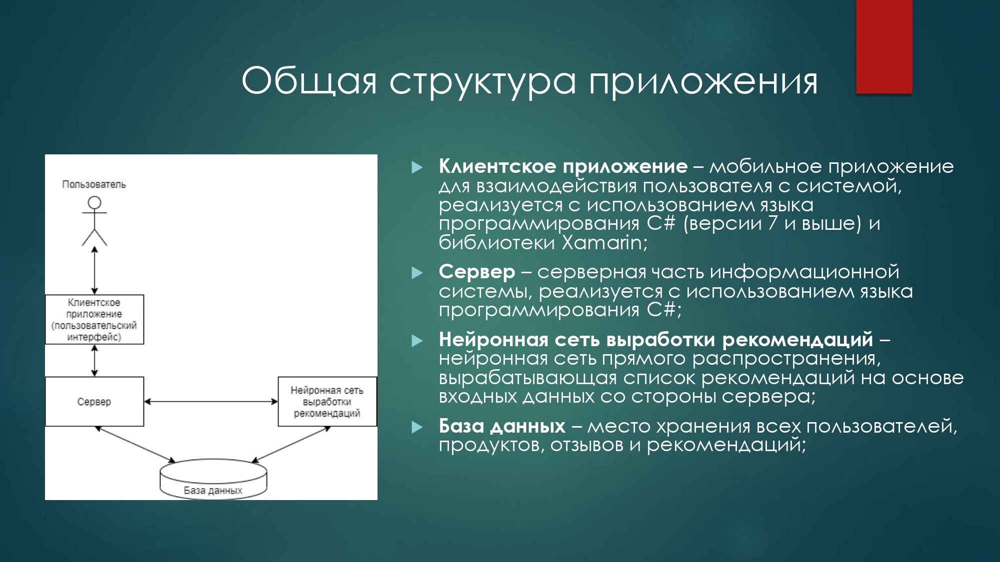 Общая структура приложения
Пользователь
Клиентское
приложение
(пользовательский
интерфейс)
Сервер
Нейронная сеть
выработки
рекомендаций
База данных
Клиентское приложение – мобильное приложение
для взаимодействия пользователя с системой,
реализуется с использованием языка
программирования C# (версии 7 и выше) и
библиотеки Xamarin;
Сервер – серверная часть информационной
системы, реализуется с использованием языка
программирования C#;
Нейронная сеть выработки рекомендаций –
нейронная сеть прямого распространения,
вырабатывающая список рекомендаций на основе
входных данных со стороны сервера;
База данных – место хранения всех пользователей,
продуктов, отзывов и рекомендаций;